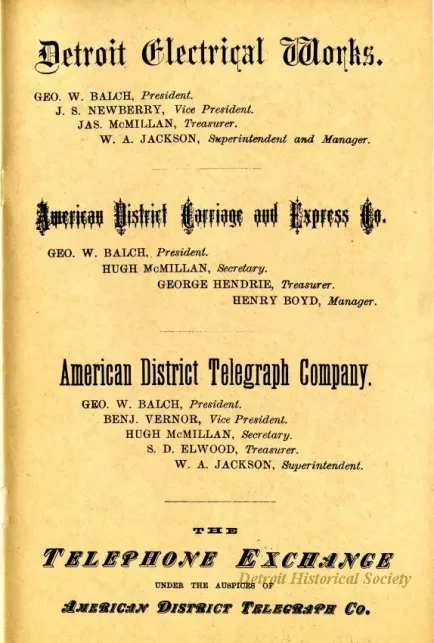 Detroit Electrical Works.
GEO. W. BALCH, President.
J. S. NEWBERRY, Vice President.
JAS. McMILLAN, Treasurer.
W. A. JACKSON, Superintendent and Manager.
American District Carriage and Express Co.
GEO. W. BALCH, President.
HUGH McMILLAN, Secretary.
GEORGE HENDRIE, Treasurer.
HENRY BOYD, Manager.
American District Telegraph Company.
GEO. W. BALCH, President.
BENJ. VERNOR, Vice President.
HUGH McMILLAN, Secretary.
S. D. ELWOOD, Treasurer.
W. A. JACKSON, Superintendent.
THE
TELEPHONE EXCHANGE
Detroit Historical Society
UNDER THE AUSPICES OF
AMERICAN DISTRICT TELEGRAPH CO.